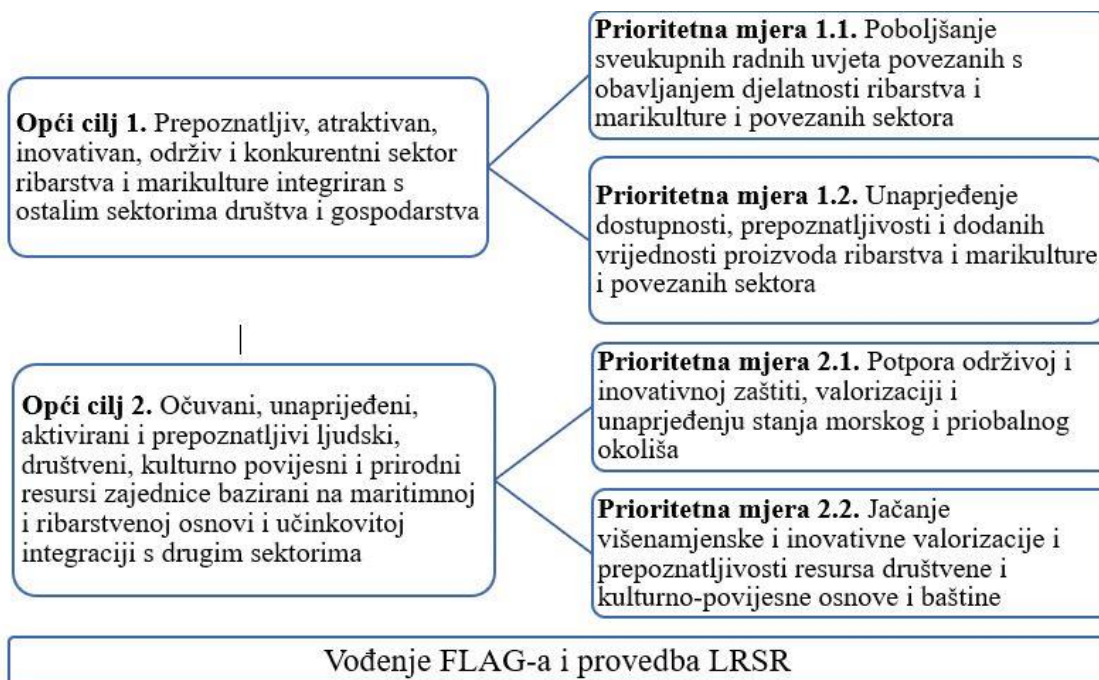 Opći cilj 1. Prepoznatljiv, atraktivan,
inovativan, održiv i konkurentni sektor
ribarstva i marikulture integriran s
ostalim sektorima društva i gospodarstva
Prioritetna mjera 1.1. Poboljšanje
sveukupnih radnih uvjeta povezanih s
obavljanjem djelatnosti ribarstva i
marikulture i povezanih sektora
Prioritetna mjera 1.2. Unaprjeđenje
dostupnosti, prepoznatljivosti i dodanih
vrijednosti proizvoda ribarstva i marikulture
i povezanih sektora
Opći cilj 2. Očuvani, unaprijeđeni,
aktivirani i prepoznatljivi ljudski,
društveni, kulturno povijesni i prirodni
resursi zajednice bazirani na maritimnoj
i ribarstvenoj osnovi i učinkovitoj
integraciji s drugim sektorima
Prioritetna mjera 2.1. Potpora održivoj i
inovativnoj zaštiti, valorizaciji i
unaprjeđenju stanja morskog i priobalnog
okoliša
Prioritetna mjera 2.2. Jačanje
višenamjenske i inovativne valorizacije i
prepoznatljivosti resursa društvene i
kulturno-povijesne osnove i baštine
Vođenje FLAG-a i provedba LRSR